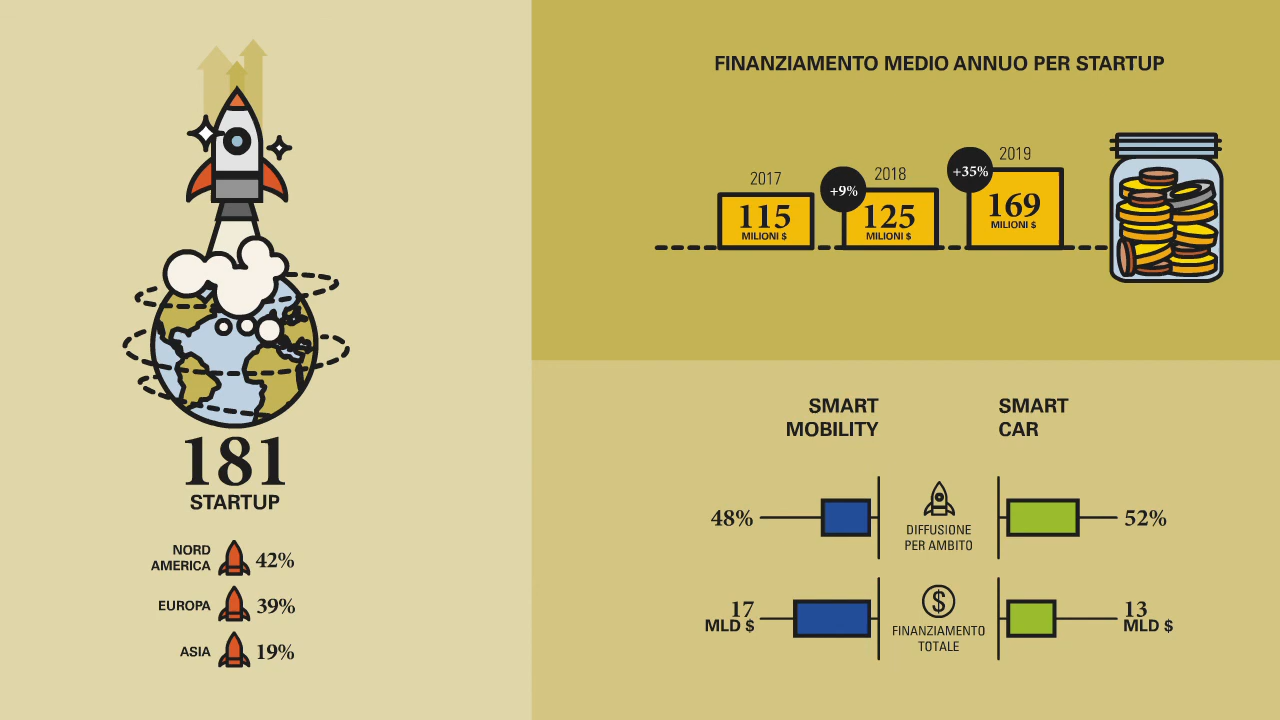 181
STARTUP
NORD
AMERICA
42%
EUROPA
39%
ASIA
19%
FINANZIAMENTO MEDIO ANNUO PER STARTUP
2017
115
MILIONI $
+9%
2018
125
MILIONI $
+35%
2019
169
MILIONI $
SMART
MOBILITY
SMART
CAR
48%
DIFFUSIONE
PER AMBITO
52%
17
MLD $
$
FINANZIAMENTO
TOTALE
13
MLD $